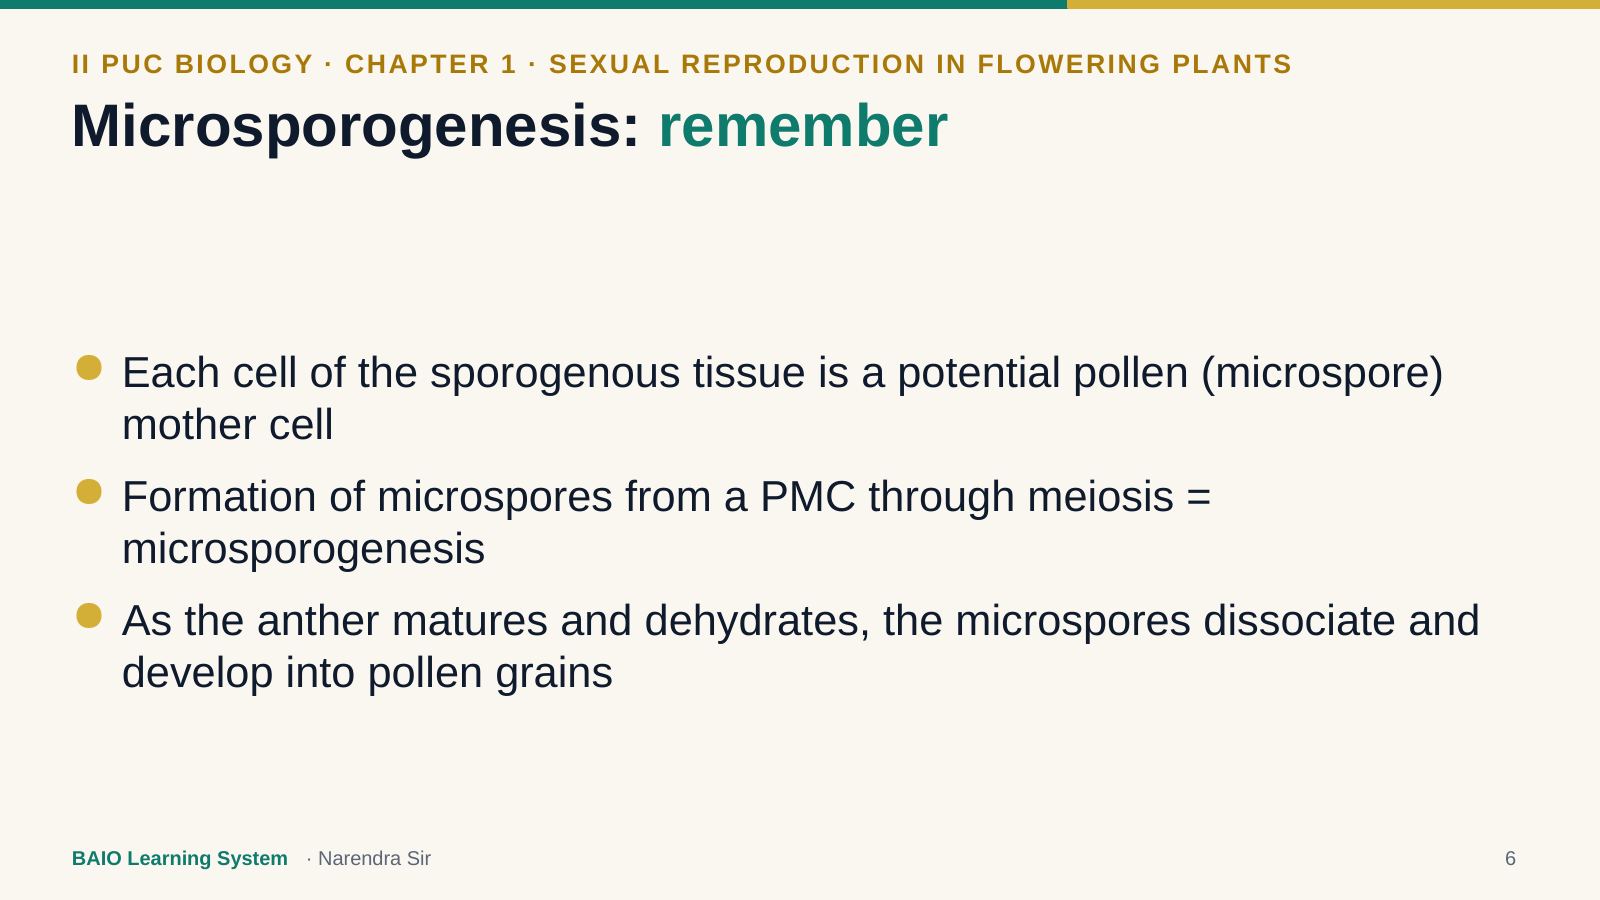 II PUC BIOLOGY · CHAPTER 1 · SEXUAL REPRODUCTION IN FLOWERING PLANTS
Microsporogenesis: remember
● Each cell of the sporogenous tissue is a potential pollen (microspore)
mother cell
● Formation of microspores from a PMC through meiosis =
microsporogenesis
● As the anther matures and dehydrates, the microspores dissociate and
develop into pollen grains
BAIO Learning System · Narendra Sir 6